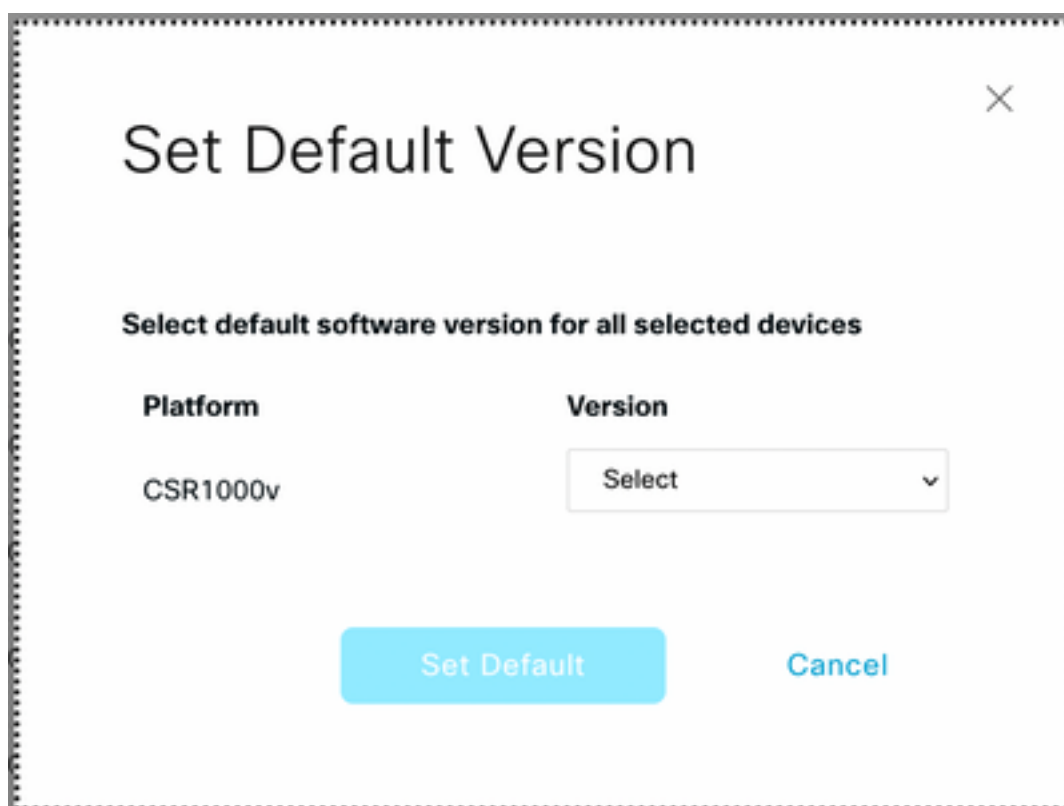 Set Default Version
Select default software version for all selected devices
Platform Version
CSR1000v Select
Set Default Cancel